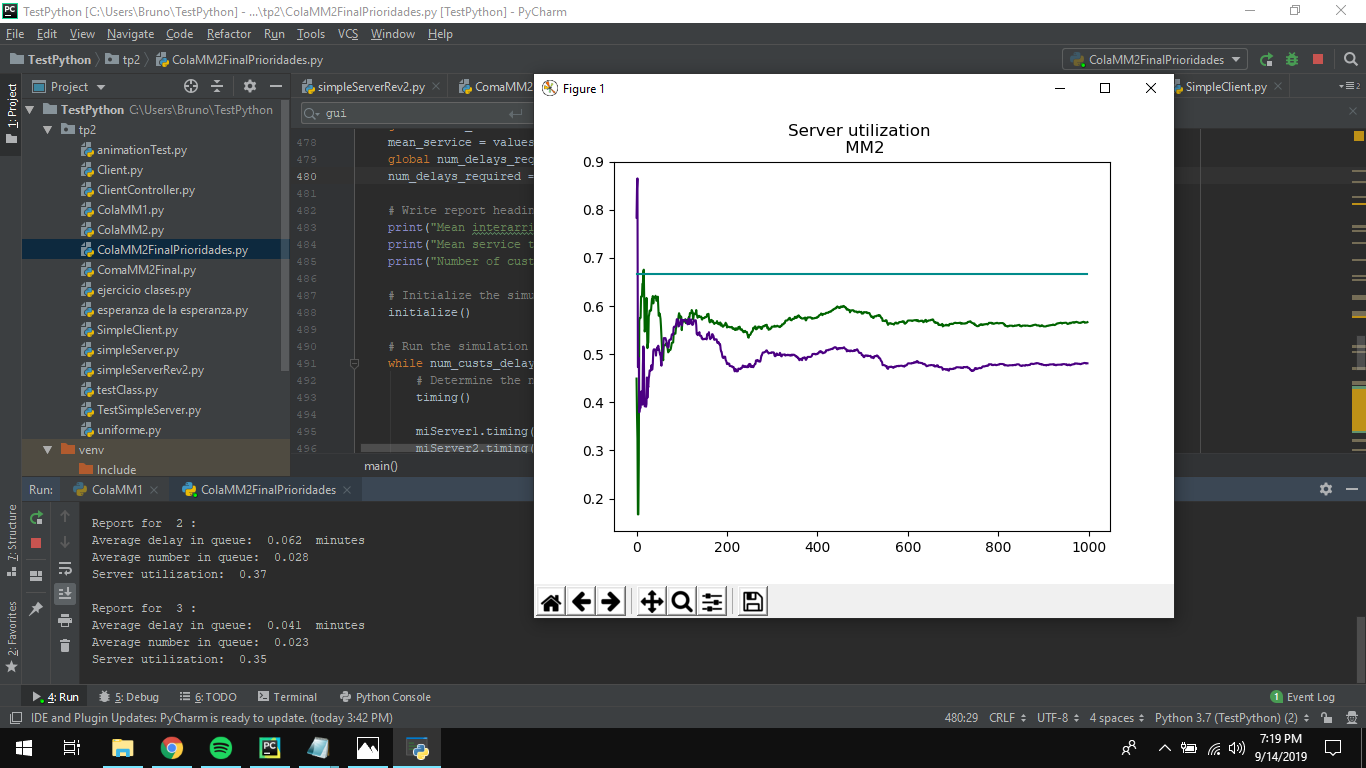 TestPython [C:\Users\Bruno\TestPython] - ...\tp2\ColaMM2FinalPrioridades.py [TestPython] - PyCharm
File Edit View Navigate Code Refactor Run Tools VCS Window Help
TestPython tp2 ColaMM2FinalPrioridades.py
ColaMM2FinalPrioridades
1: Project
Project
simpleServerRev2.py
ComaMM2
SimpleClient.py
gui
TestPython C:\Users\Bruno\TestPython
tp2
animationTest.py
Client.py
ClientController.py
ColaMM1.py
ColaMM2.py
ColaMM2FinalPrioridades.py
ComaMM2Final.py
ejercicio clases.py
esperanza de la esperanza.py
SimpleClient.py
simpleServer.py
simpleServerRev2.py
testClass.py
TestSimpleServer.py
uniforme.py
venv
Include
478 mean_service = values
479 global num_delays_req
480 num_delays_required =
481
482 # Write report headin
483 print("Mean interarri
484 print("Mean service t
485 print("Number of cust
486
487 # Initialize the simu
488 initialize()
489
490 # Run the simulation
491 while num_custs_delay
492 # Determine the n
493 timing()
494
495 miServer1.timing(
496 miServer2.timing(
main()
Figure 1
Server utilization
MM2
0.9
0.8
0.7
0.6
0.5
0.4
0.3
0.2
0 200 400 600 800 1000
Run: ColaMM1 ColaMM2FinalPrioridades
7: Structure
2: Favorites
Report for  2 :
Average delay in queue:  0.062  minutes
Average number in queue:  0.028
Server utilization:  0.37
Report for  3 :
Average delay in queue:  0.041  minutes
Average number in queue:  0.023
Server utilization:  0.35
4: Run 5: Debug 6: TODO Terminal Python Console
1 Event Log
IDE and Plugin Updates: PyCharm is ready to update. (today 3:42 PM)
480:29 CRLF UTF-8 4 spaces Python 3.7 (TestPython) (2)
7:19 PM
9/14/2019